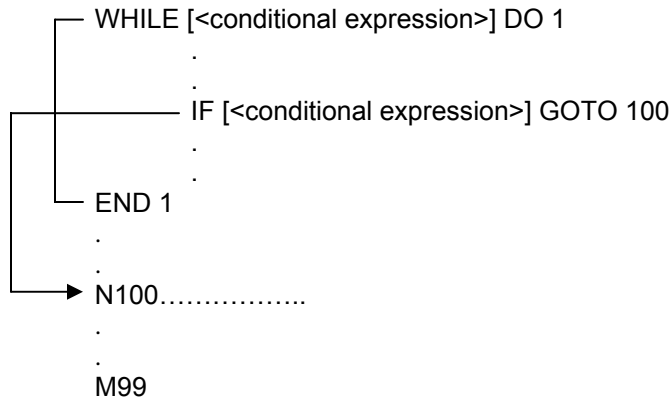 WHILE [<conditional expression>] DO 1
.
.
IF [<conditional expression>] GOTO 100
.
.
END 1
.
.
N100……………..
.
.
M99